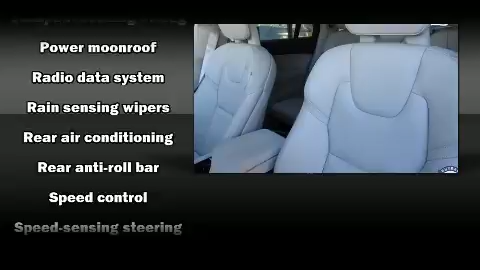 Power moonroof
Radio data system
Rain sensing wipers
Rear air conditioning
Rear anti-roll bar
Speed control
Speed-sensing steering